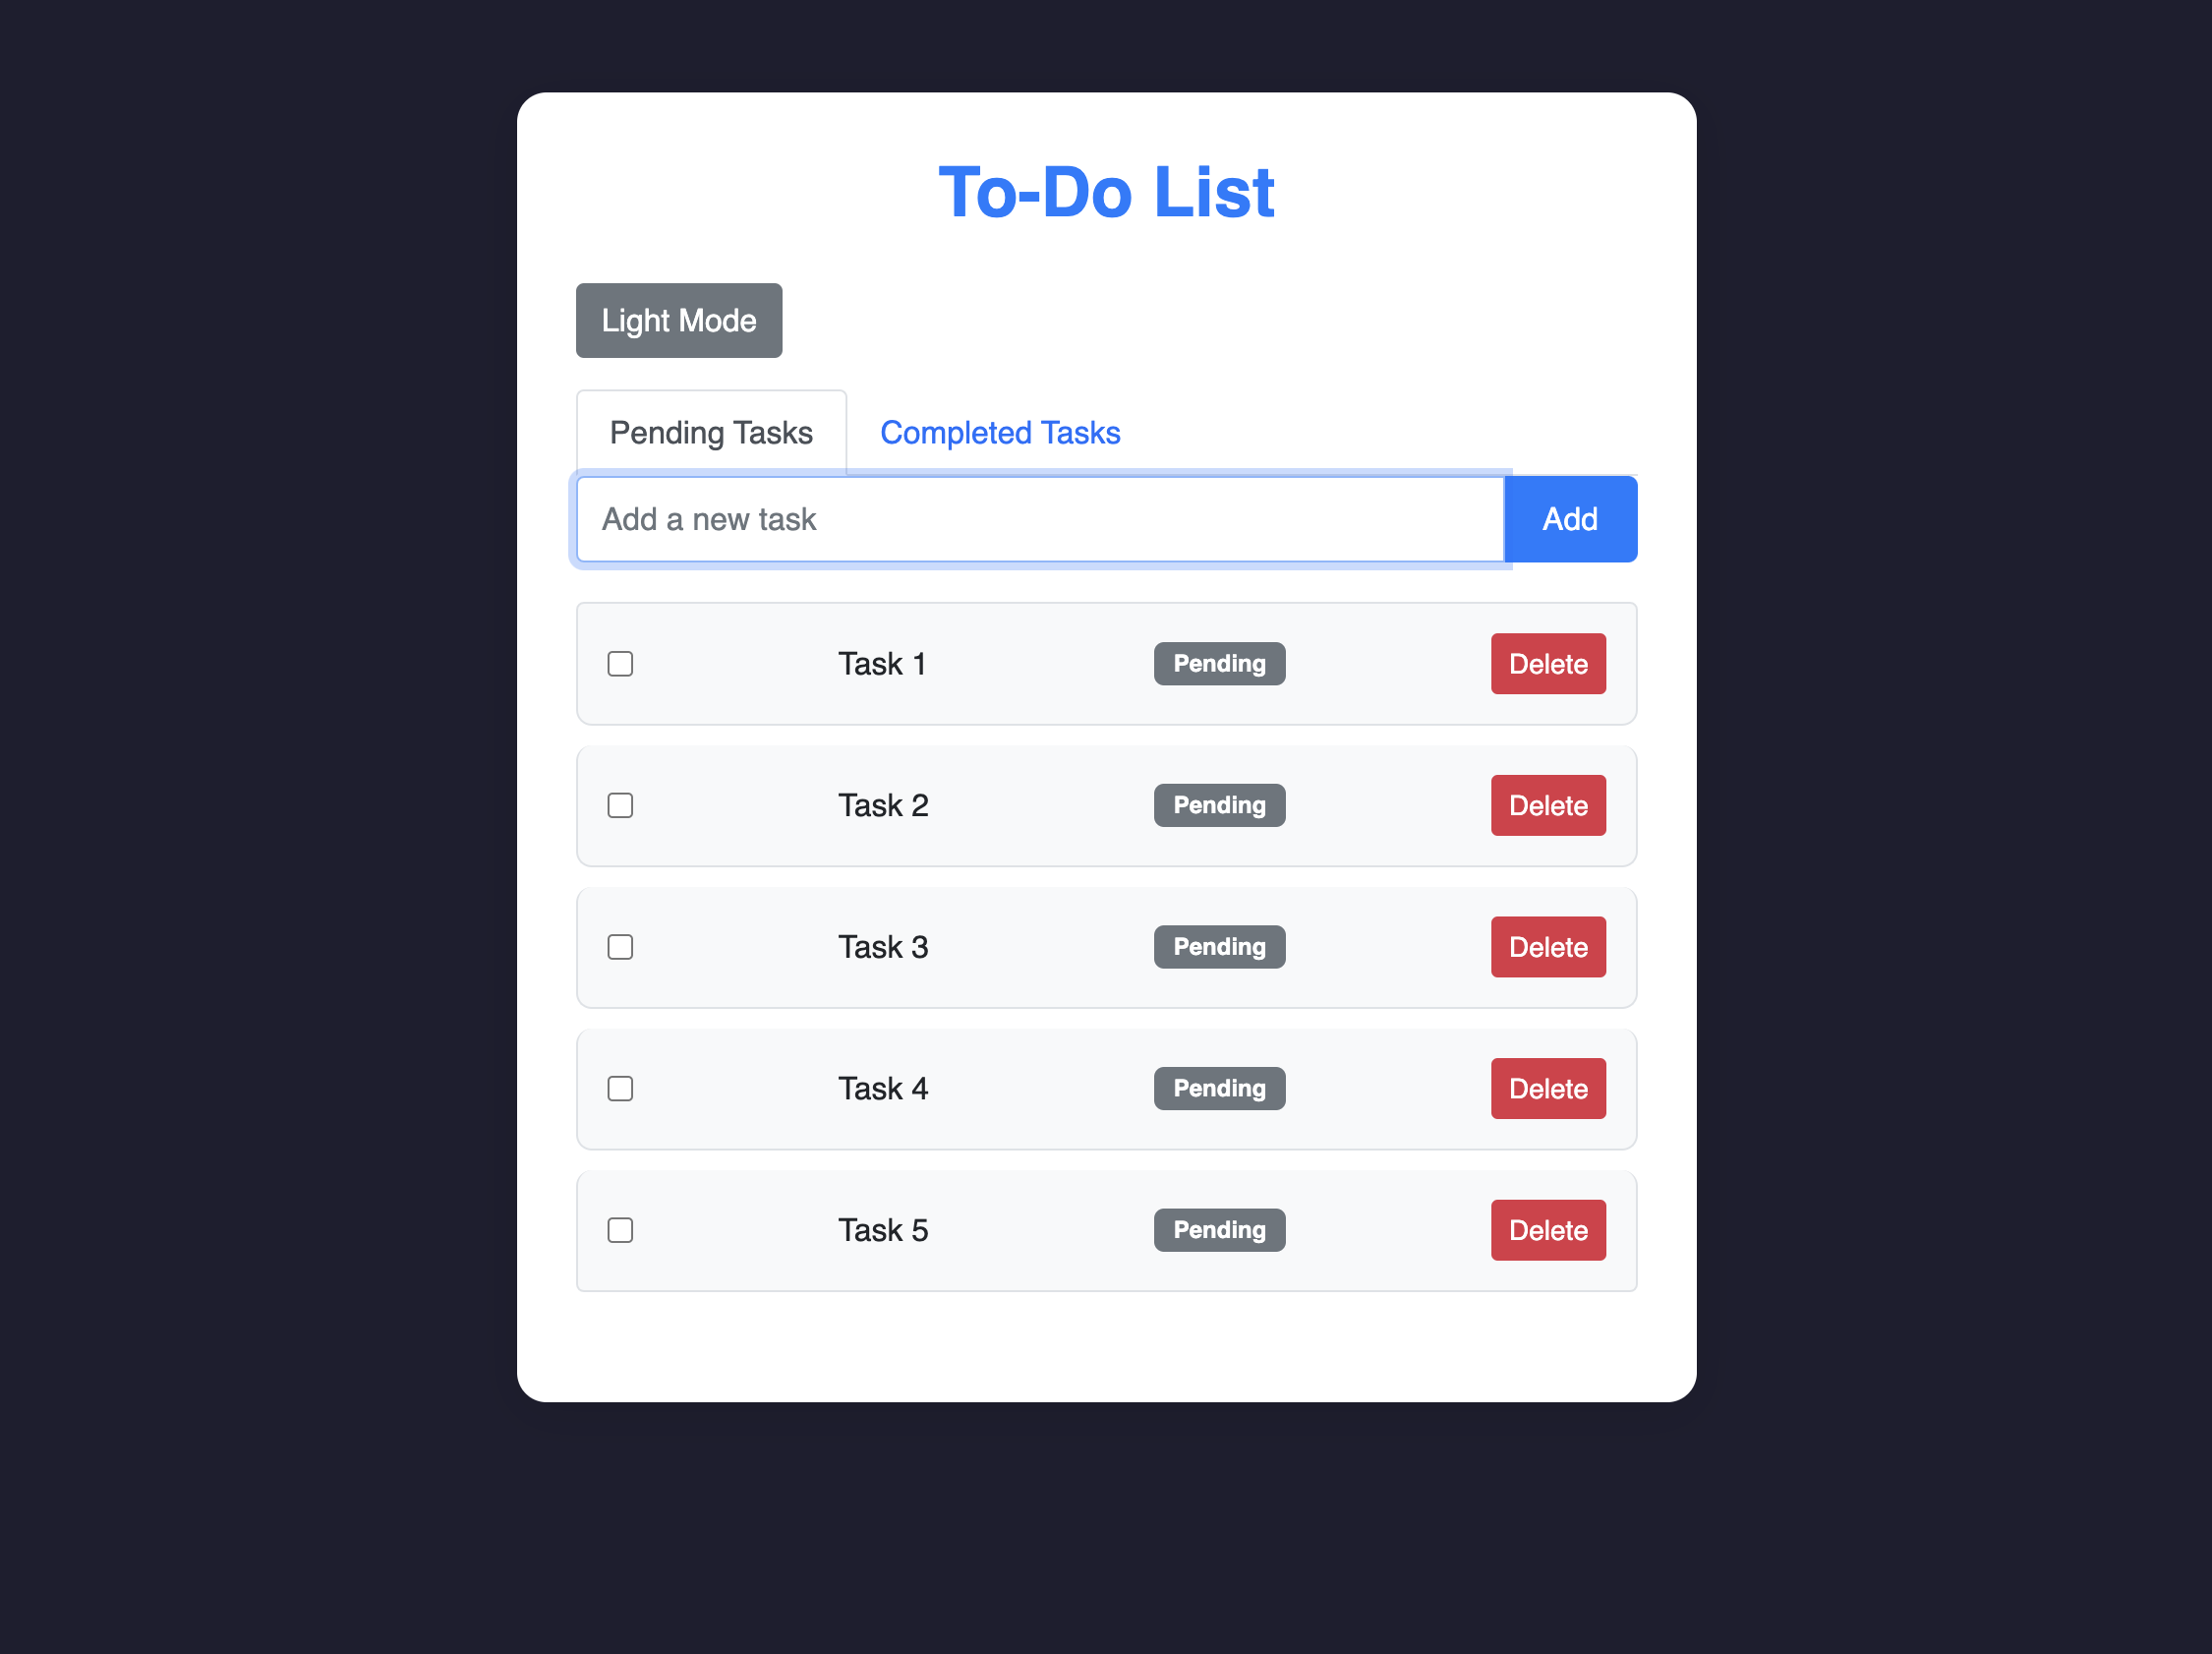 To-Do List
Light Mode
Pending Tasks Completed Tasks
Add a new task Add
Task 1 Pending Delete
Task 2 Pending Delete
Task 3 Pending Delete
Task 4 Pending Delete
Task 5 Pending Delete